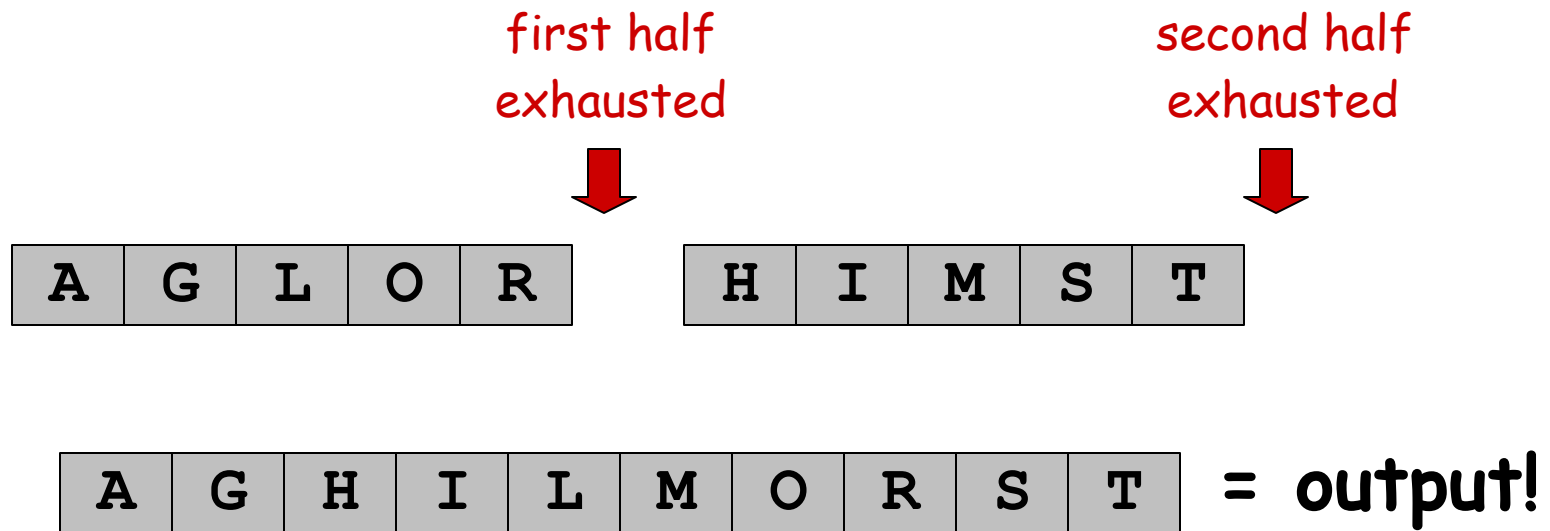 first half
exhausted
second half
exhausted
A G L O R
H I M S T
A G H I L M O R S T = output!